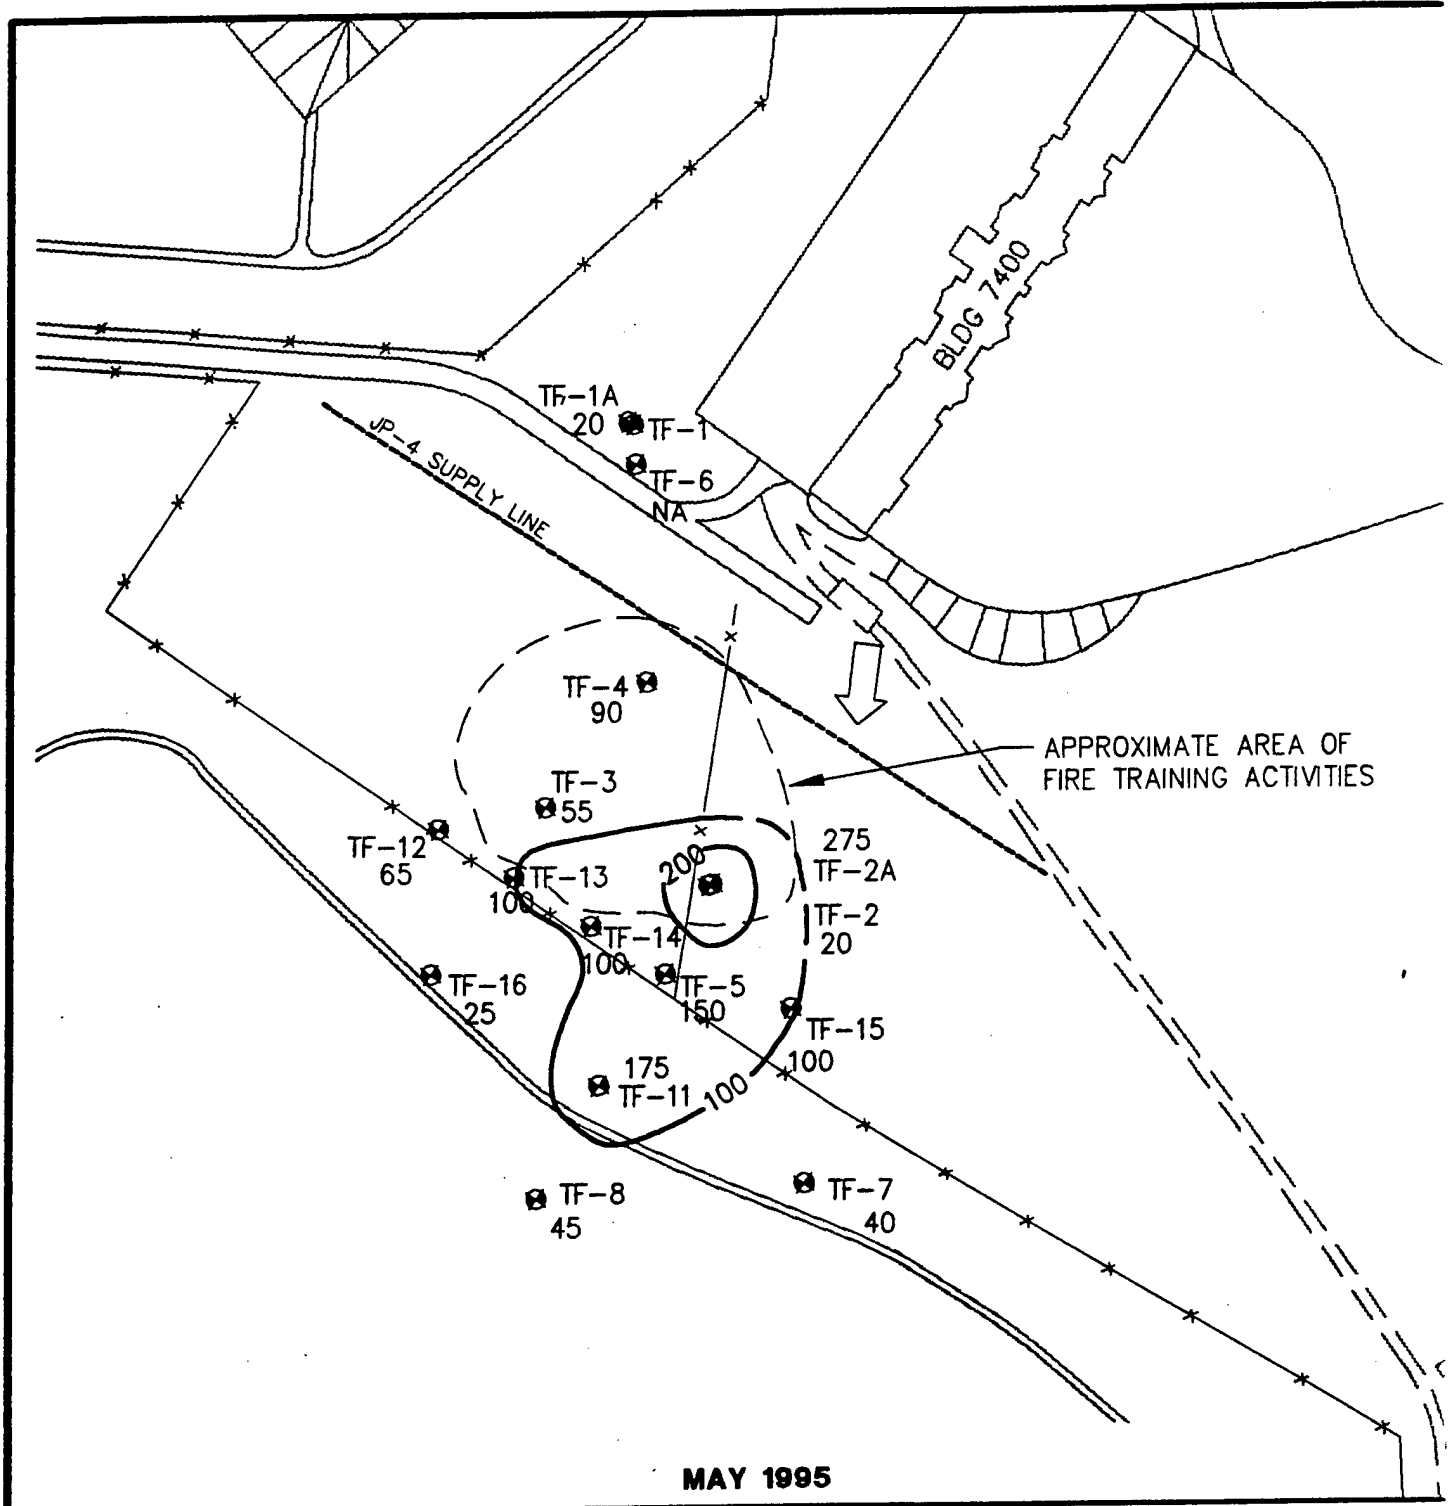 BLDG 7400
TF-1A
20
TF-1
TF-6
NA
JP-4 SUPPLY LINE
TF-4
90
APPROXIMATE AREA OF
FIRE TRAINING ACTIVITIES
TF-3
55
TF-12
65
200
275
TF-2A
TF-13
100
TF-2
20
TF-14
100
TF-16
25
TF-5
150
TF-15
100
175
TF-11
100
TF-8
45
TF-7
40
MAY 1995